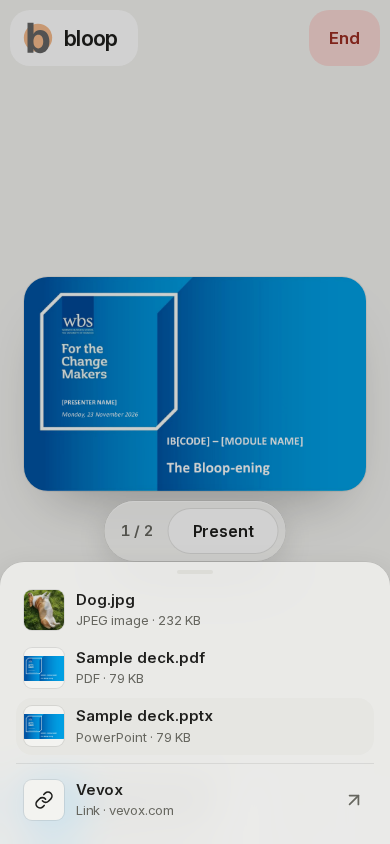 b bloop
End
wbs
For the
Change
Makers
[PRESENTER NAME]
Monday, 23 November 2026
IB[CODE] – [MODULE NAME]
The Bloop-ening
1 / 2
Present
Dog.jpg
JPEG image · 232 KB
Sample deck.pdf
PDF · 79 KB
Sample deck.pptx
PowerPoint · 79 KB
Vevox
Link · vevox.com